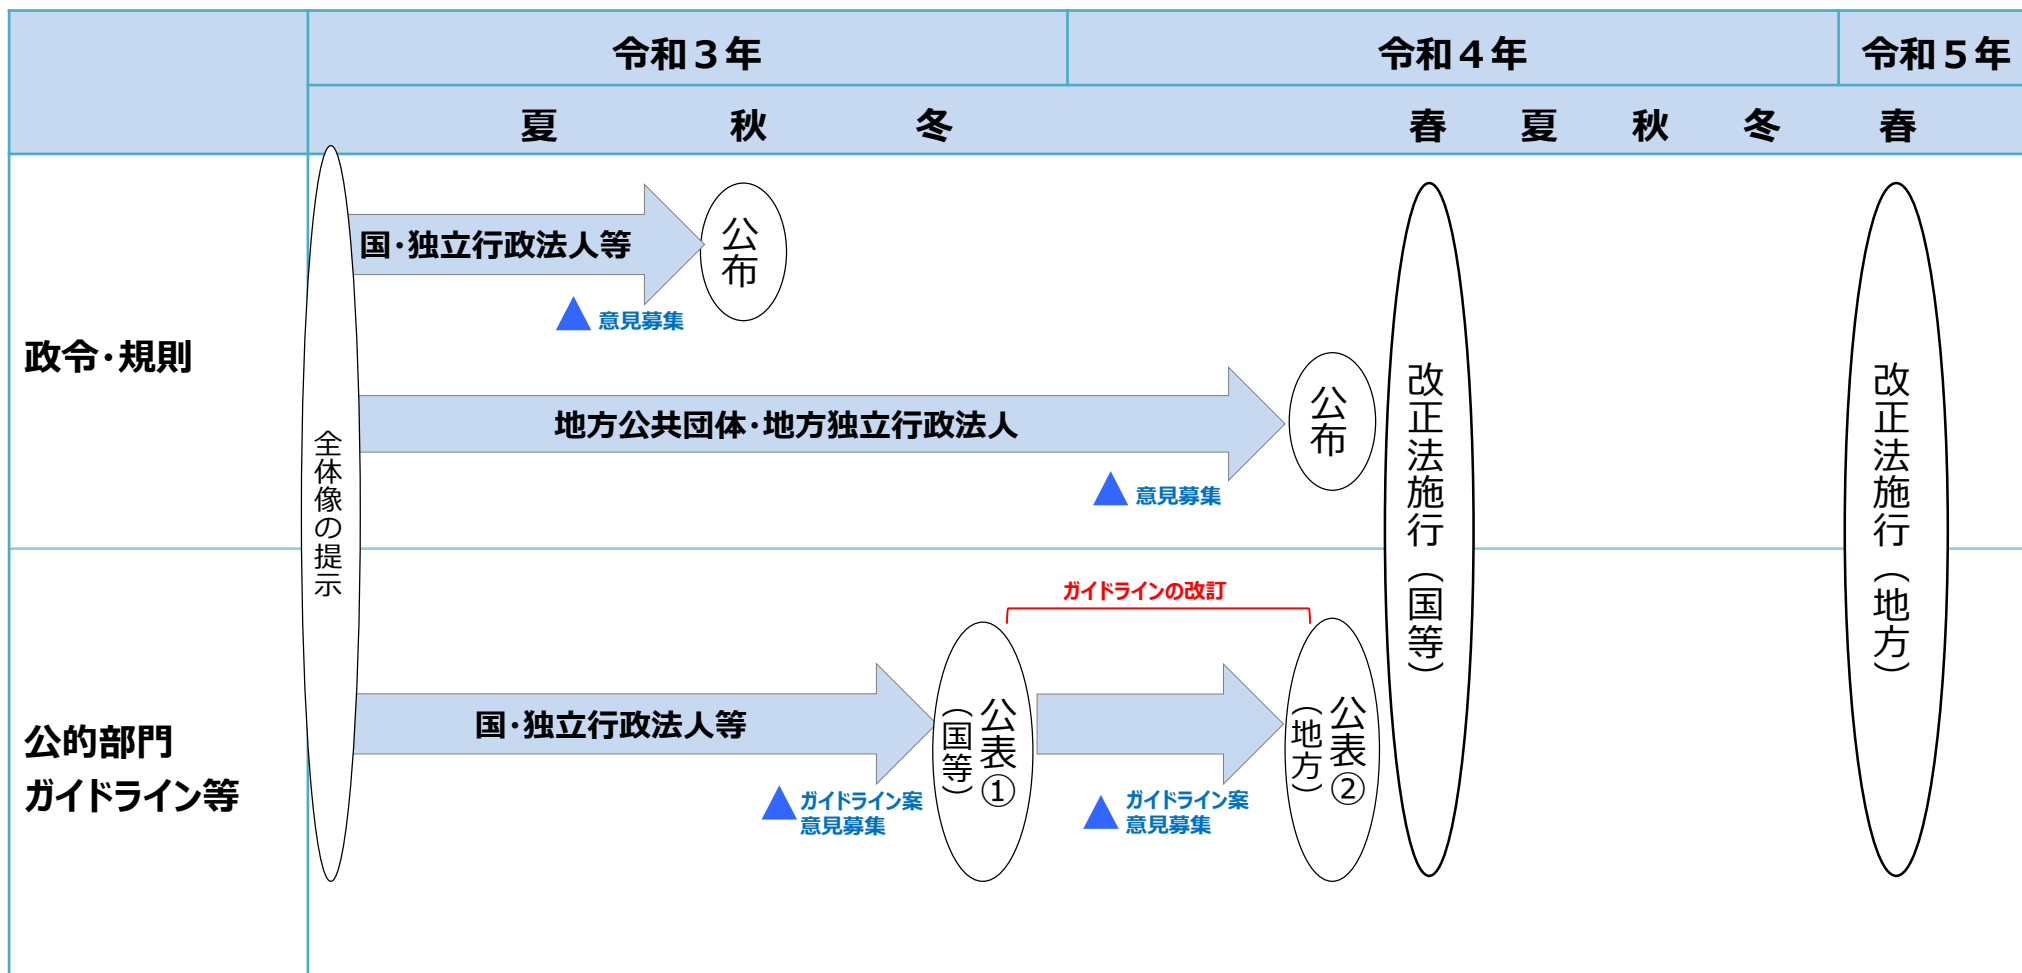 令和３年
令和４年
令和５年
夏 秋 冬 春 夏 秋 冬 春
政令・規則
全体像の提示
国・独立行政法人等
公布
意見募集
地方公共団体・地方独立行政法人
公布
意見募集
改正法施行（国等）
改正法施行（地方）
公的部門
ガイドライン等
ガイドラインの改訂
国・独立行政法人等
公表①
（国等）
公表②
（地方）
ガイドライン案
意見募集
ガイドライン案
意見募集